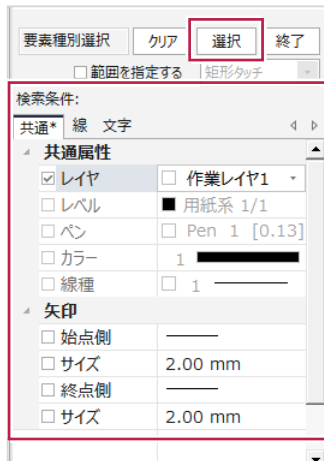 要素種別選択 クリア 選択 終了
範囲を指定する 矩形タッチ
検索条件:
共通* 線 文字
共通属性
レイヤ 作業レイヤ1
レベル 用紙系 1/1
ペン Pen 1 [0.13]
カラー 1
線種 1
矢印
始点側
サイズ 2.00 mm
終点側
サイズ 2.00 mm